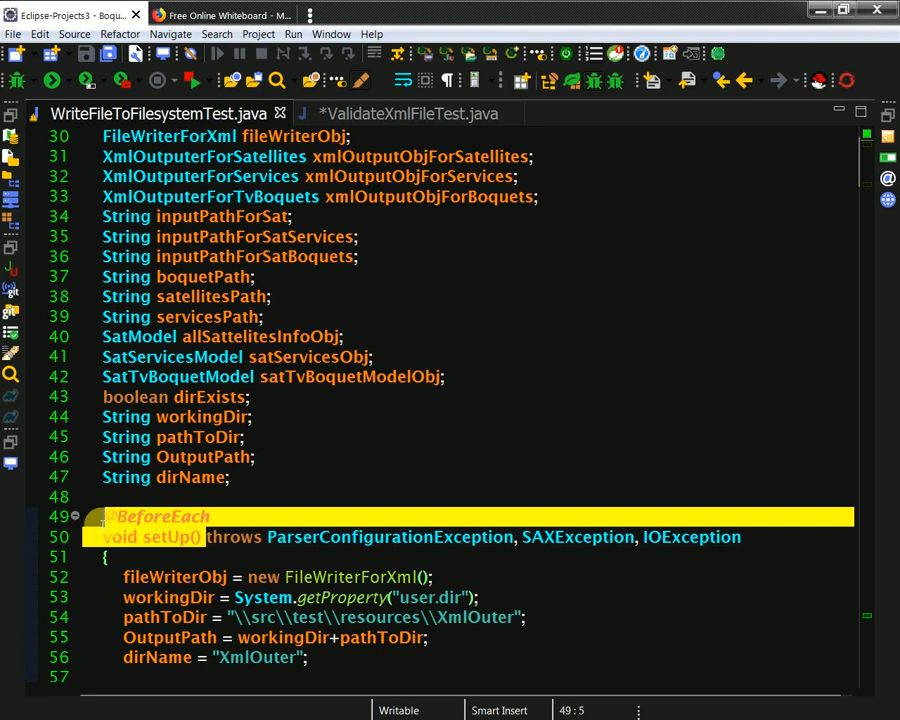 Eclipse-Projects3 - Boqu...
Free Online Whiteboard - M...
File Edit Source Refactor Navigate Search Project Run Window Help
WriteFileToFilesystemTest.java
*ValidateXmlFileTest.java
30 FileWriterForXml fileWriterObj;
31 XmlOutputerForSatellites xmlOutputObjForSatellites;
32 XmlOutputerForServices xmlOutputObjForServices;
33 XmlOutputerForTvBoquets xmlOutputObjForBoquets;
34 String inputPathForSat;
35 String inputPathForSatServices;
36 String inputPathForSatBoquets;
37 String boquetPath;
38 String satellitesPath;
39 String servicesPath;
40 SatModel allSattelitesInfoObj;
41 SatServicesModel satServicesObj;
42 SatTvBoquetModel satTvBoquetModelObj;
43 boolean dirExists;
44 String workingDir;
45 String pathToDir;
46 String OutputPath;
47 String dirName;
48
49 @BeforeEach
50 void setUp() throws ParserConfigurationException, SAXException, IOException
51 {
52 fileWriterObj = new FileWriterForXml();
53 workingDir = System.getProperty("user.dir");
54 pathToDir = "\\src\\test\\resources\\XmlOuter";
55 OutputPath = workingDir+pathToDir;
56 dirName = "XmlOuter";
57
Writable Smart Insert 49 : 5